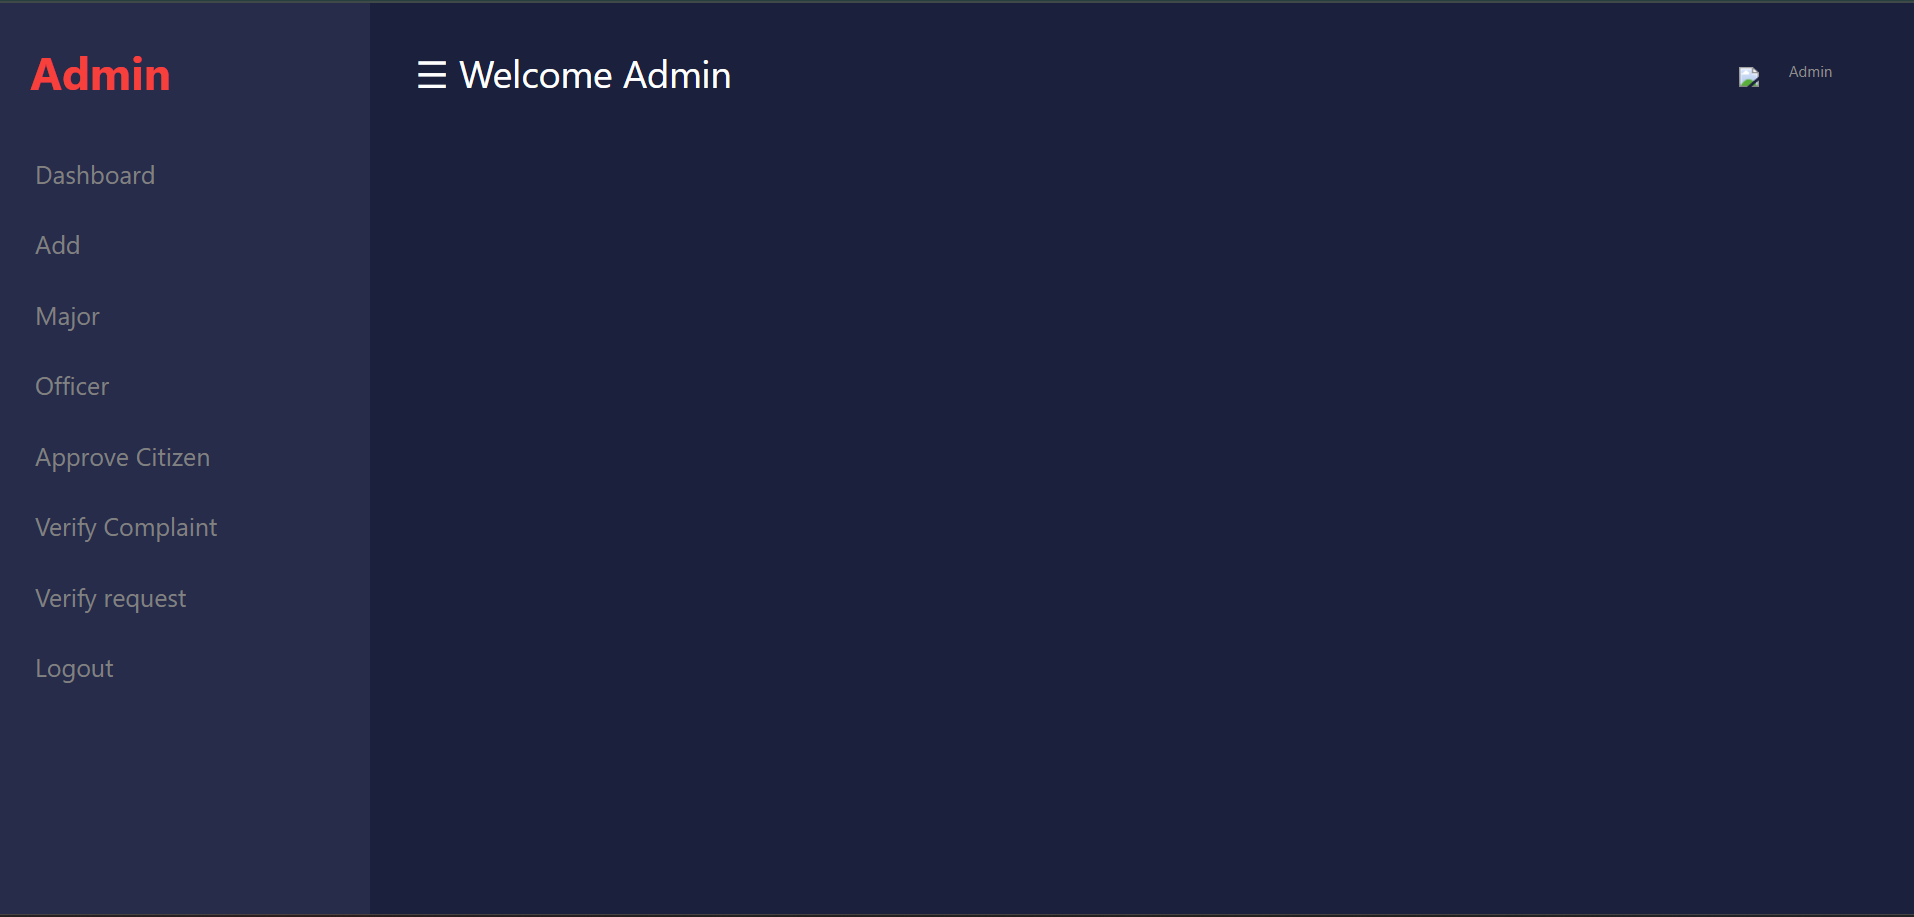 Admin
Dashboard
Add
Major
Officer
Approve Citizen
Verify Complaint
Verify request
Logout
☰ Welcome Admin
Admin